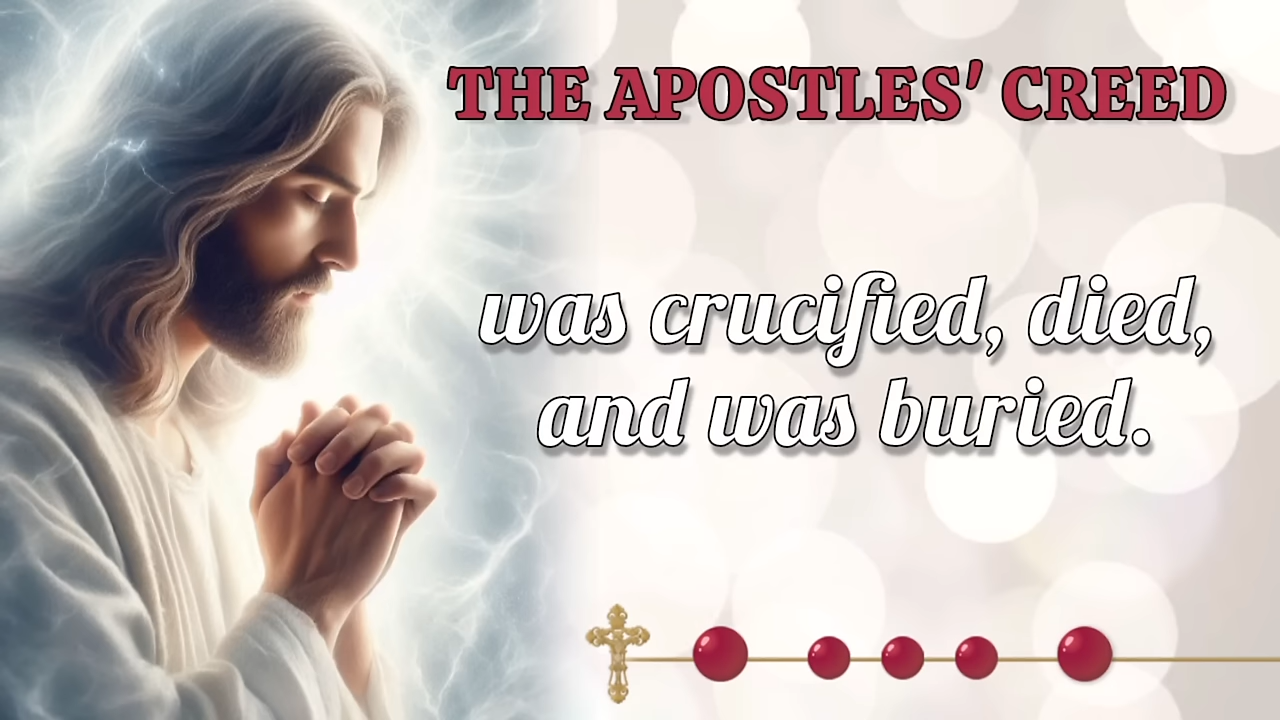 THE APOSTLES' CREED
was crucified, died,
and was buried.